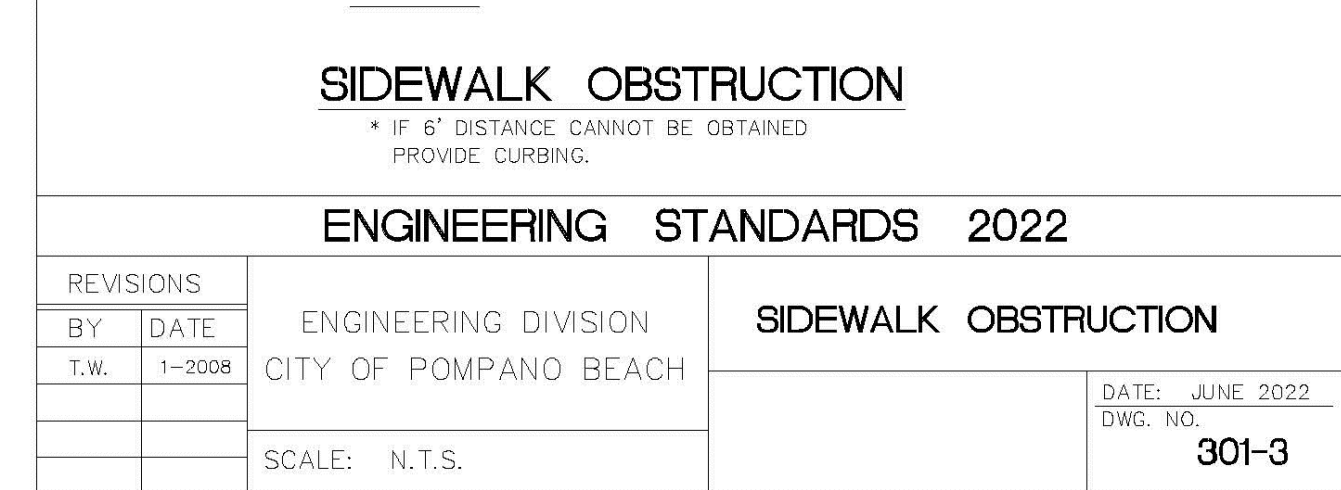 SIDEWALK OBSTRUCTION
* IF 6' DISTANCE CANNOT BE OBTAINED
PROVIDE CURBING.
ENGINEERING STANDARDS 2022
REVISIONS
BY DATE
T.W. 1-2008
ENGINEERING DIVISION
CITY OF POMPANO BEACH
SCALE: N.T.S.
SIDEWALK OBSTRUCTION
DATE: JUNE 2022
DWG. NO.
301-3